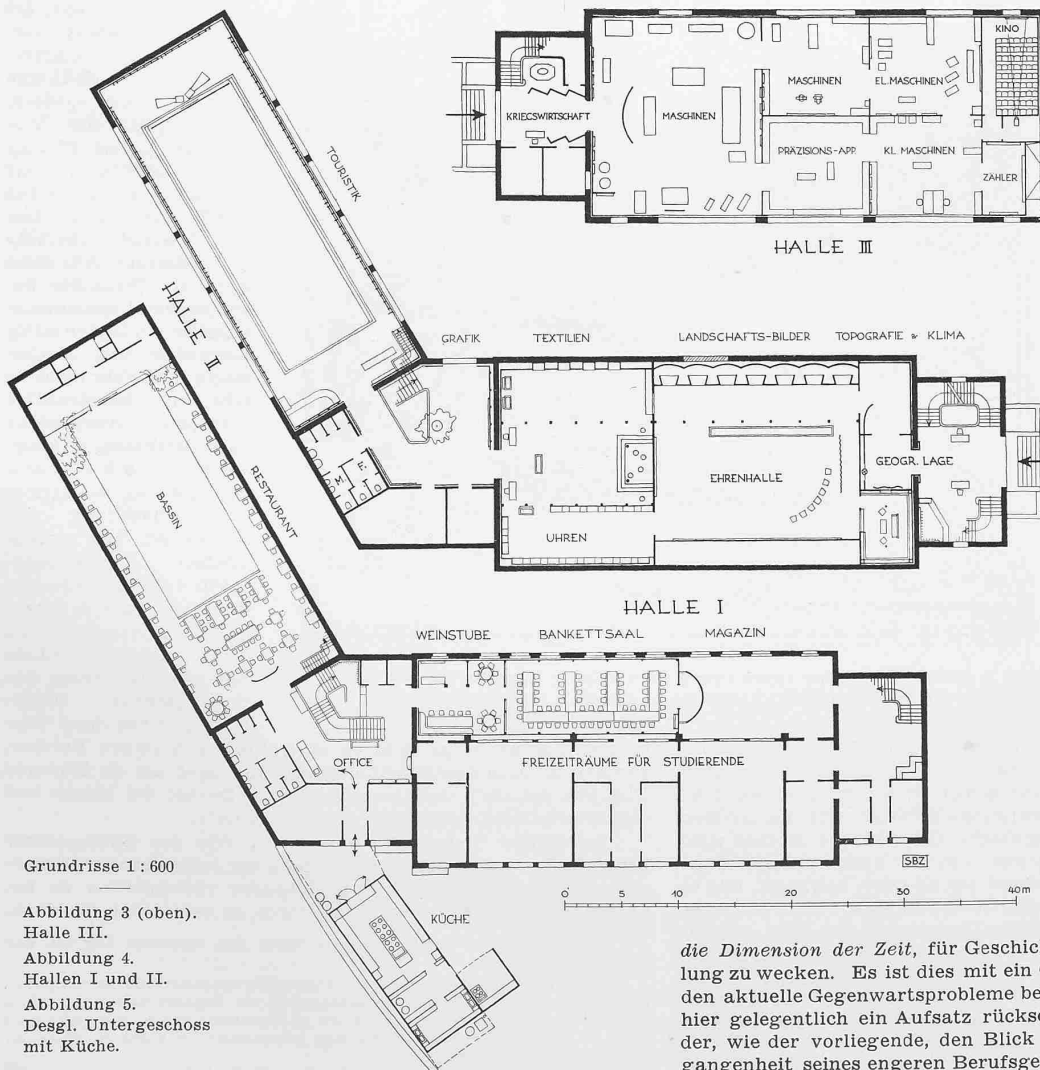 KINO
MASCHINEN
EL. MASCHINEN
KRIEGSWIRTSCHAFT
MASCHINEN
PRÄZISIONS-APP.
KL. MASCHINEN
ZÄHLER
HALLE III
TOURISTIK
HALLE II
GRAFIK
TEXTILIEN
LANDSCHAFTS-BILDER
TOPOGRAFIE & KLIMA
M.
F.
UHREN
EHRENHALLE
GEOGR. LAGE
HALLE I
BASSIN
RESTAURANT
WEINSTUBE
BANKETTSAAL
MAGAZIN
OFFICE
FREIZEITRÄUME FÜR STUDIERENDE
SBZ
0 5 10 20 30 40 m
KÜCHE
Grundrisse 1 : 600
Abbildung 3 (oben).
Halle III.
Abbildung 4.
Hallen I und II.
Abbildung 5.
Desgl. Untergeschoss
mit Küche.
die Dimension der Zeit, für Geschic
lung zu wecken. Es ist dies mit ein
den aktuelle Gegenwartsprobleme be
hier gelegentlich ein Aufsatz rückse
der, wie der vorliegende, den Blick
gangenheit seines engeren Berufsge